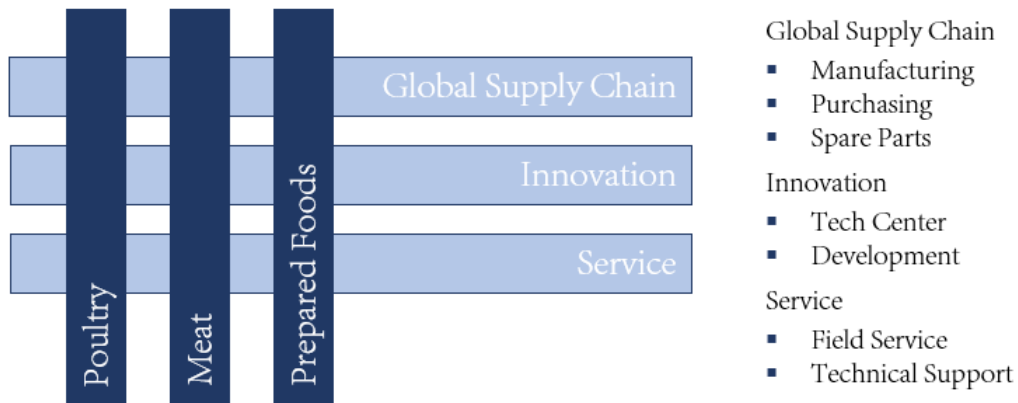 Global Supply Chain
Innovation
Service
Poultry
Meat
Prepared Foods
Global Supply Chain
▪ Manufacturing
▪ Purchasing
▪ Spare Parts
Innovation
▪ Tech Center
▪ Development
Service
▪ Field Service
▪ Technical Support